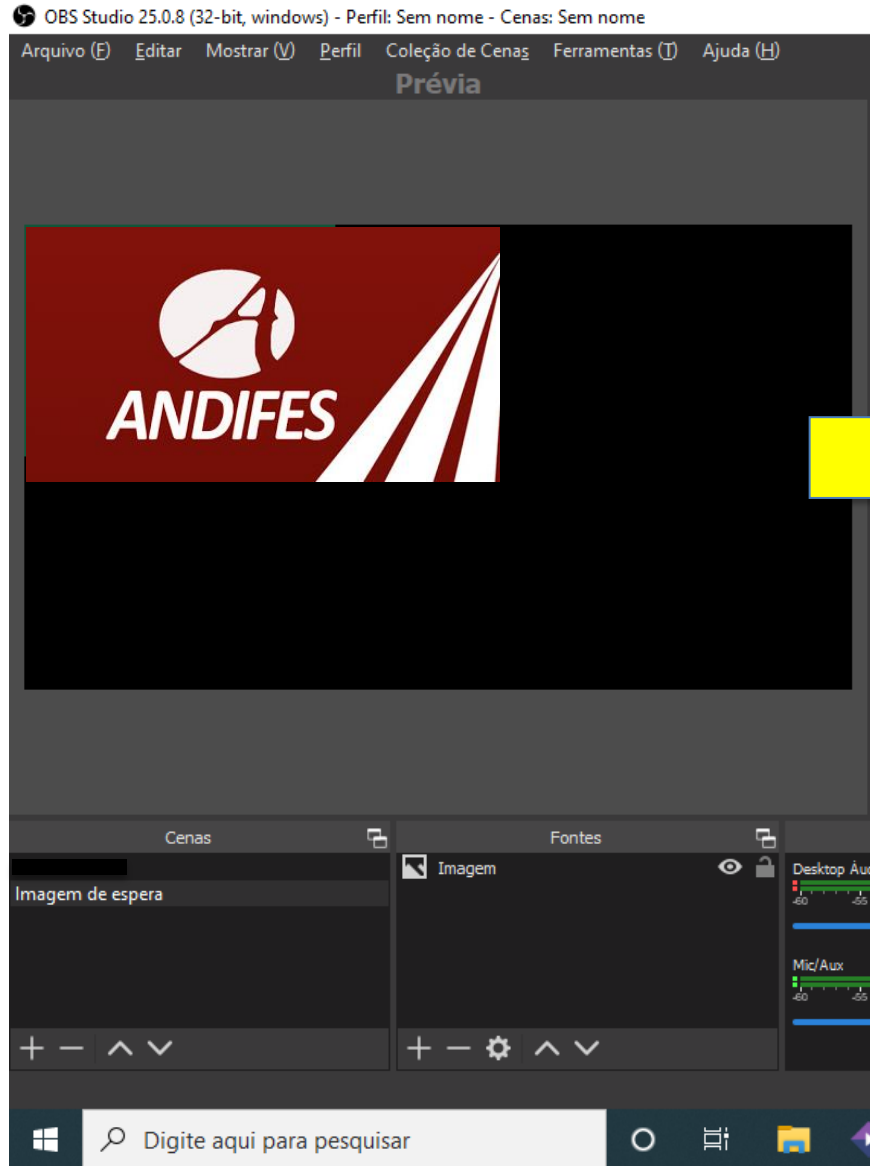 OBS Studio 25.0.8 (32-bit, windows) - Perfil: Sem nome - Cenas: Sem nome
Arquivo (F) Editar Mostrar (V) Perfil Coleção de Cenas Ferramentas (T) Ajuda (H)
Prévia
ANDIFES
Cenas
Imagem de espera
Fontes
Imagem
Desktop
-60 -55
Mic/Aux
-60 -55
Digite aqui para pesquisar